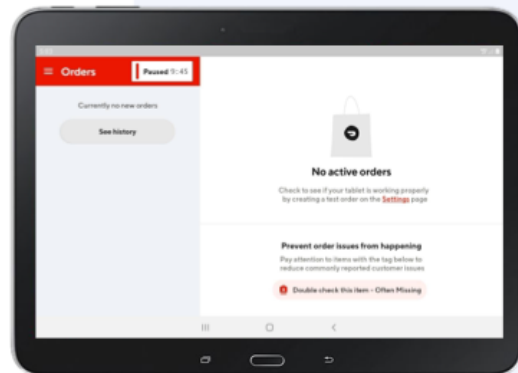 Orders
Paused 9:45
Currently no new orders
See history
No active orders
Check to see if your tablet is working properly
by creating a test order on the Settings page
Prevent order issues from happening
Pay attention to items with the tag below to
reduce commonly reported customer issues
Double check this item - Often Missing